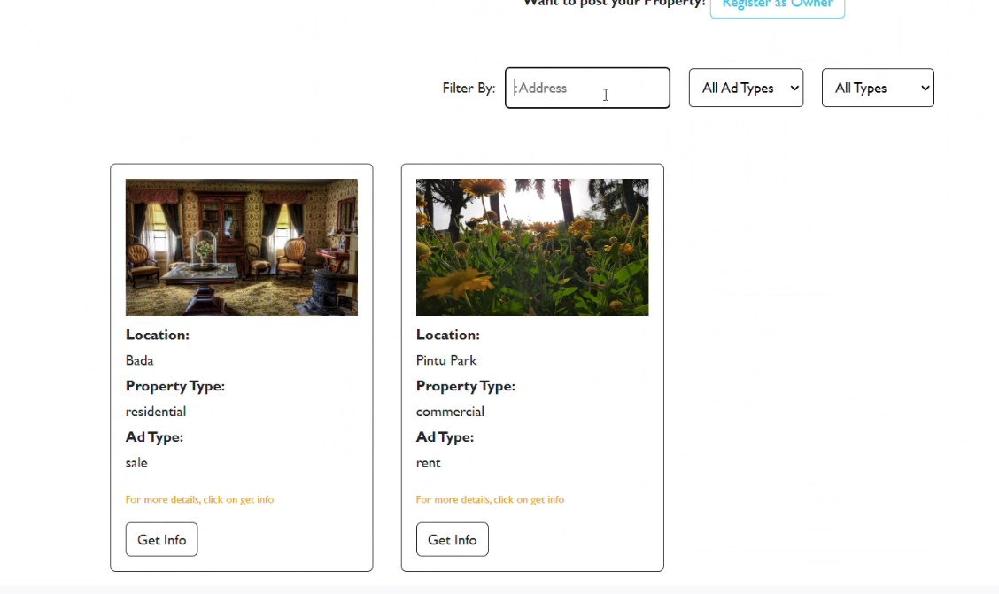 Want to post your Property? Register as Owner
Filter By: :Address All Ad Types All Types
Location:
Bada
Property Type:
residential
Ad Type:
sale
For more details, click on get info
Get Info
Location:
Pintu Park
Property Type:
commercial
Ad Type:
rent
For more details, click on get info
Get Info